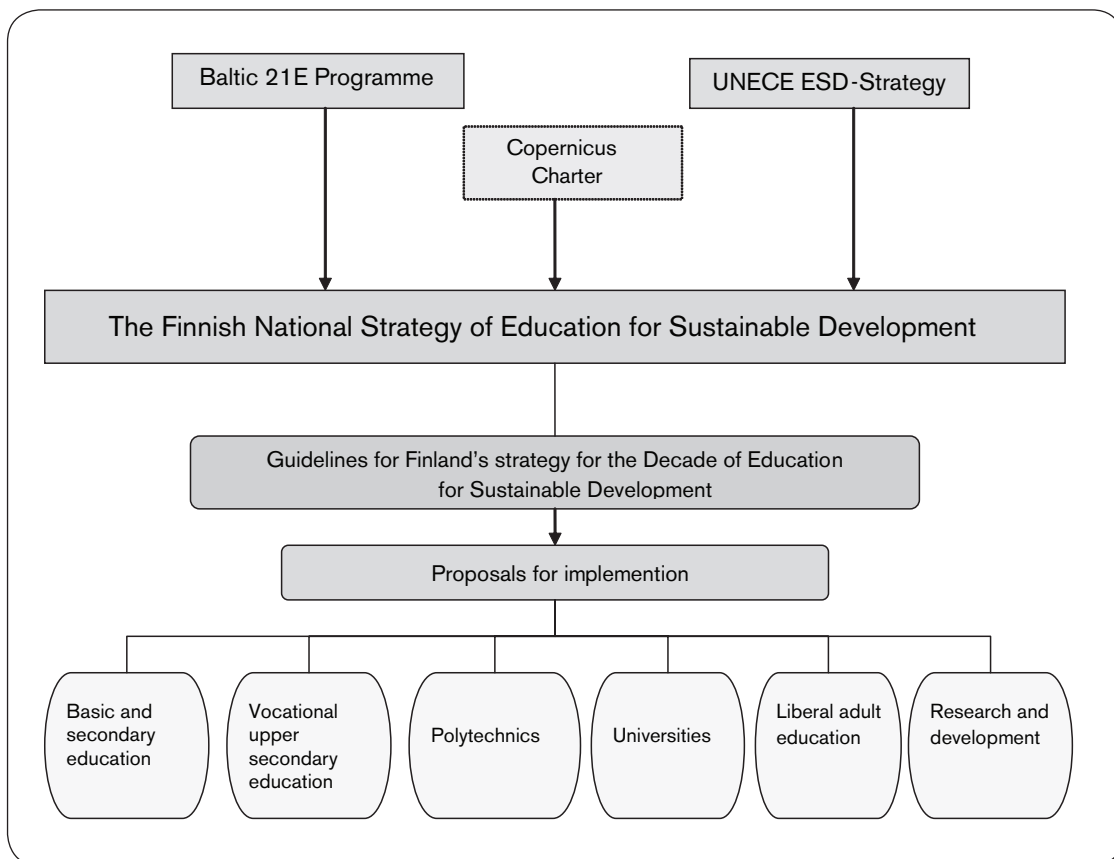 Baltic 21E Programme
UNECE ESD-Strategy
Copernicus
Charter
The Finnish National Strategy of Education for Sustainable Development
Guidelines for Finland's strategy for the Decade of Education
for Sustainable Development
Proposals for implemention
Basic and
secondary
education
Vocational
upper
secondary
education
Polytechnics
Universities
Liberal adult
education
Research and
development